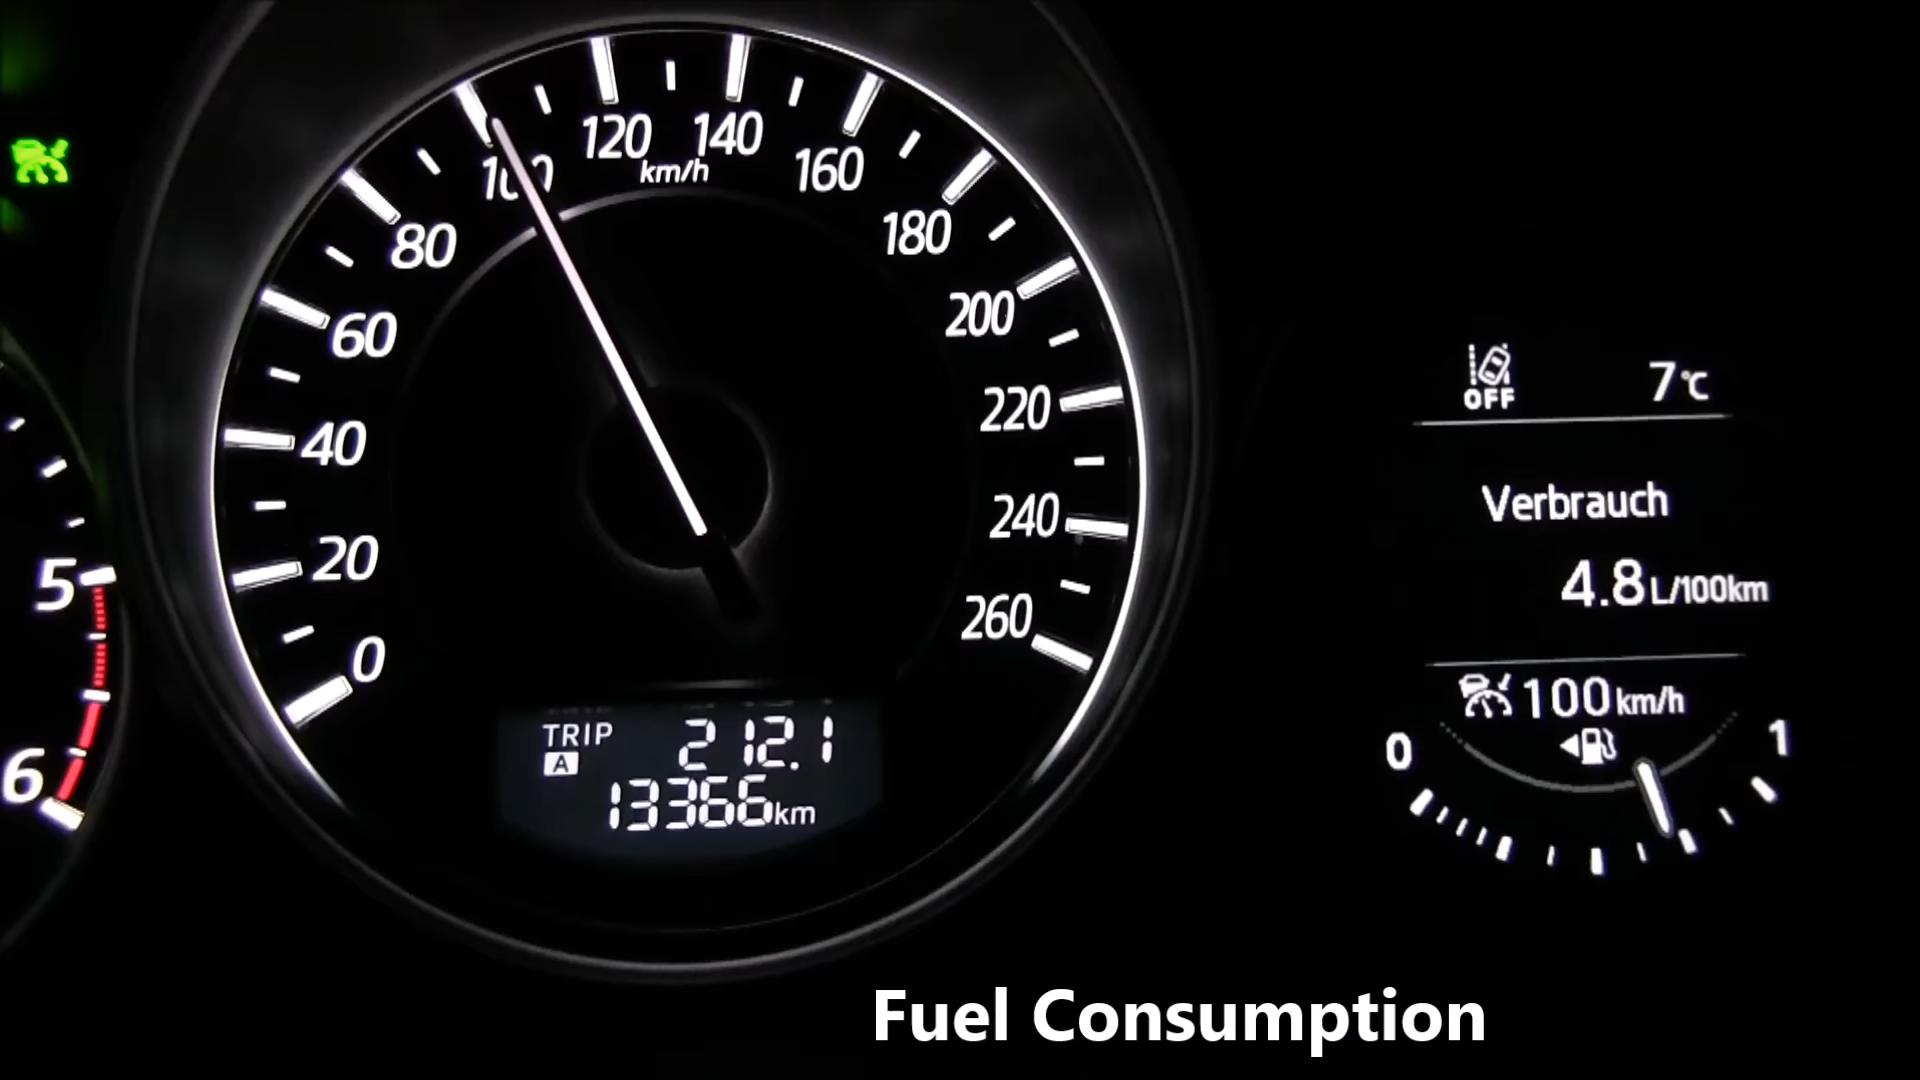 120 140
km/h
100
160
80
180
60
200
40
220
20
240
0
260
5
6
TRIP 212.1
A
13366km
OFF 7°C
Verbrauch
4.8L/100km
100km/h
0 1
Fuel Consumption